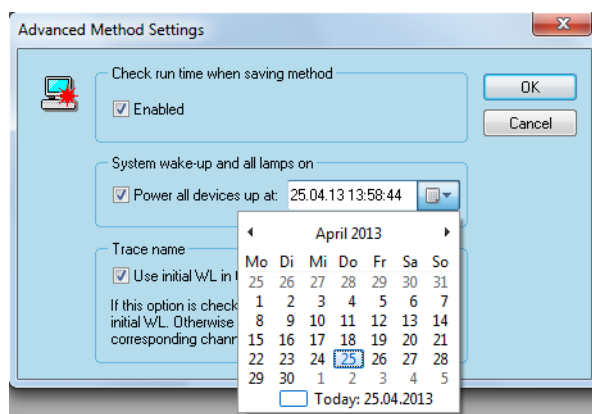 Advanced Method Settings
Check run time when saving method
Enabled
OK
Cancel
System wake-up and all lamps on
Power all devices up at: 25.04.13 13:58:44
April 2013
Trace name
Mo Di Mi Do Fr Sa So
Use initial WL in
25 26 27 28 29 30 31
If this option is check
1 2 3 4 5 6 7
initial WL. Otherwise
8 9 10 11 12 13 14
corresponding chann
15 16 17 18 19 20 21
22 23 24 25 26 27 28
29 30 1 2 3 4 5
Today: 25.04.2013